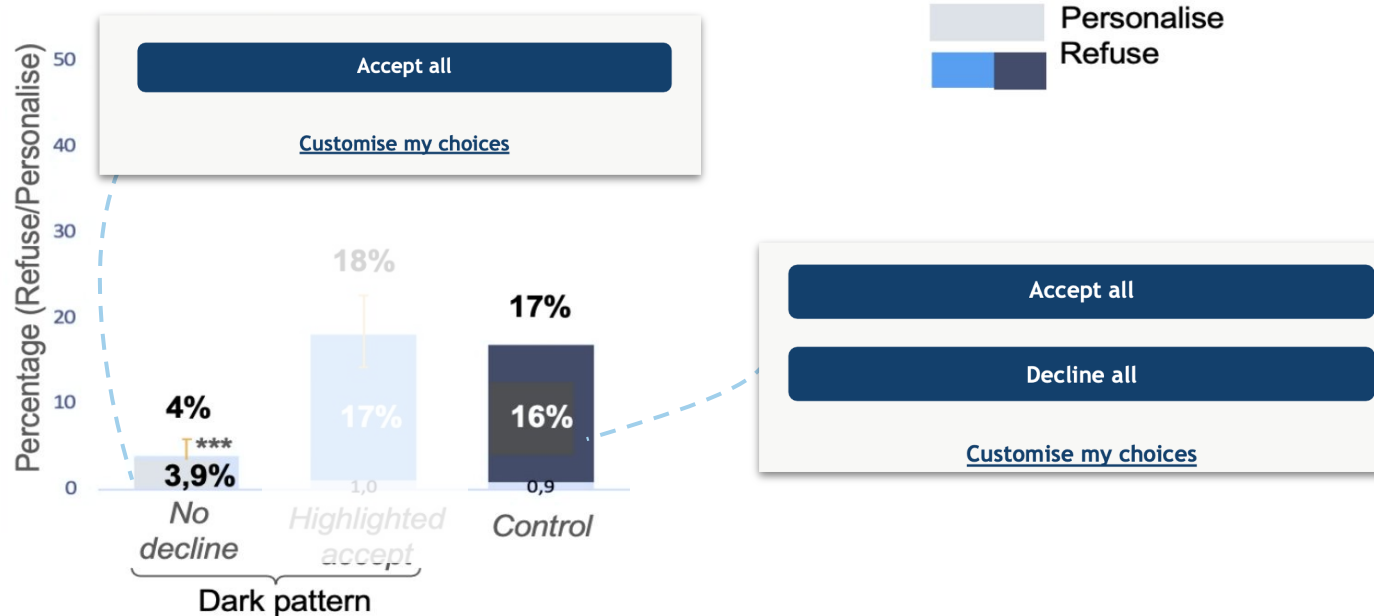 Percentage (Refuse/Personalise)
50
40
30
20
10
0
Accept all
Customise my choices
Personalise
Refuse
Accept all
Decline all
Customise my choices
4%
***
3,9%
18%
17%
1,0
17%
16%
0,9
No
decline
Highlighted
accept
Control
Dark pattern